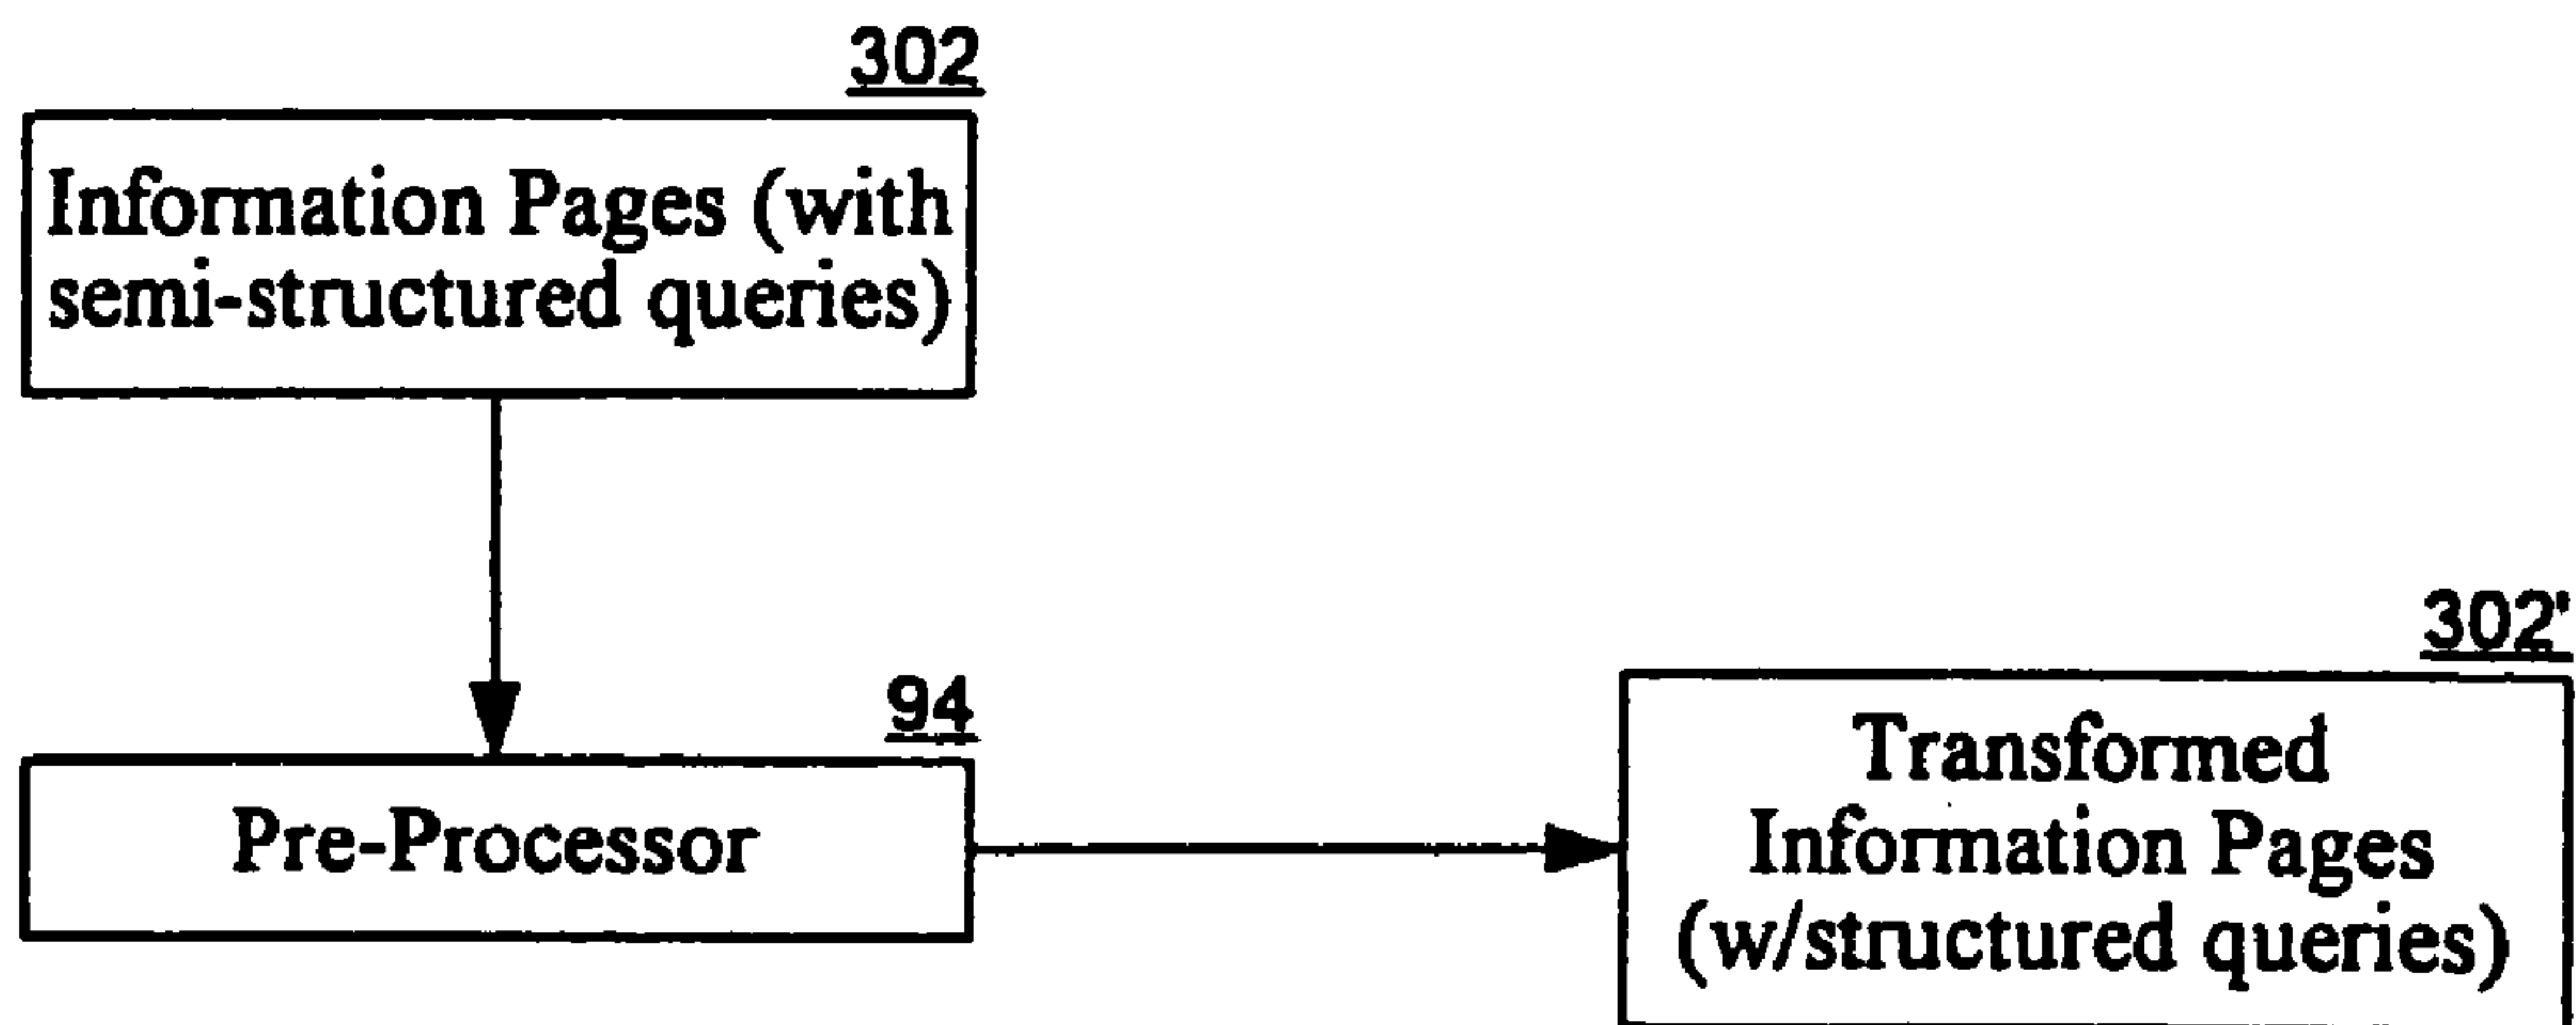 302
Information Pages (with
semi-structured queries)
94
Pre-Processor
302'
Transformed
Information Pages
(w/structured queries)